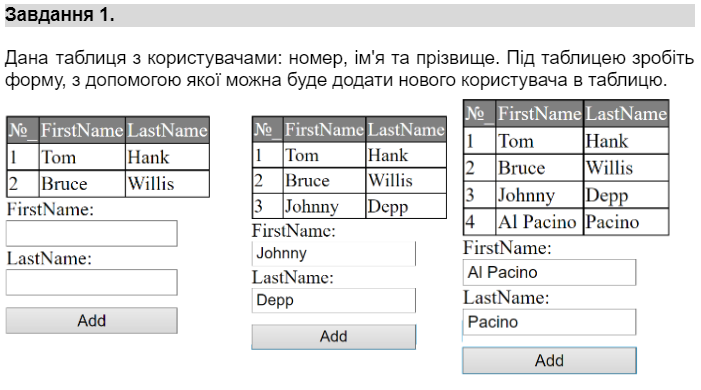 Завдання 1.
Дана таблиця з користувачами: номер, ім'я та прізвище. Під таблицею зробіть
форму, з допомогою якої можна буде додати нового користувача в таблицю.
№_ FirstName LastName
1 Tom Hank
2 Bruce Willis
FirstName:
LastName:
Add
№_ FirstName LastName
1 Tom Hank
2 Bruce Willis
3 Johnny Depp
FirstName:
Johnny
LastName:
Depp
Add
№_ FirstName LastName
1 Tom Hank
2 Bruce Willis
3 Johnny Depp
4 Al Pacino Pacino
FirstName:
Al Pacino
LastName:
Pacino
Add